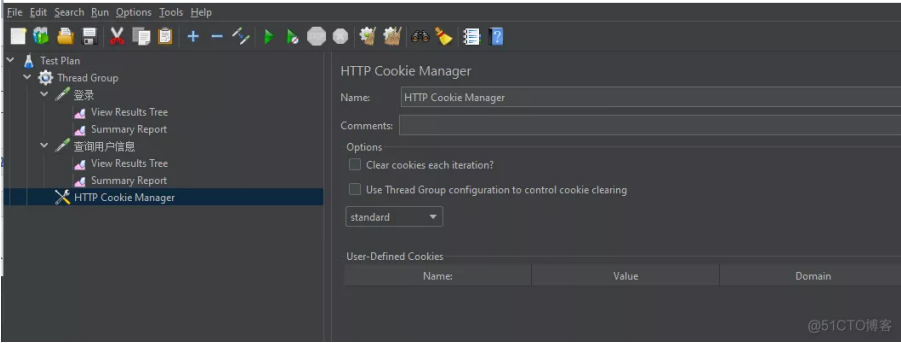 File Edit Search Run Options Tools Help
Test Plan
Thread Group
登录
View Results Tree
Summary Report
查询用户信息
View Results Tree
Summary Report
HTTP Cookie Manager
HTTP Cookie Manager
Name: HTTP Cookie Manager
Comments:
Options
Clear cookies each iteration?
Use Thread Group configuration to control cookie clearing
standard
User-Defined Cookies
Name: Value Domain
@51CTO博客